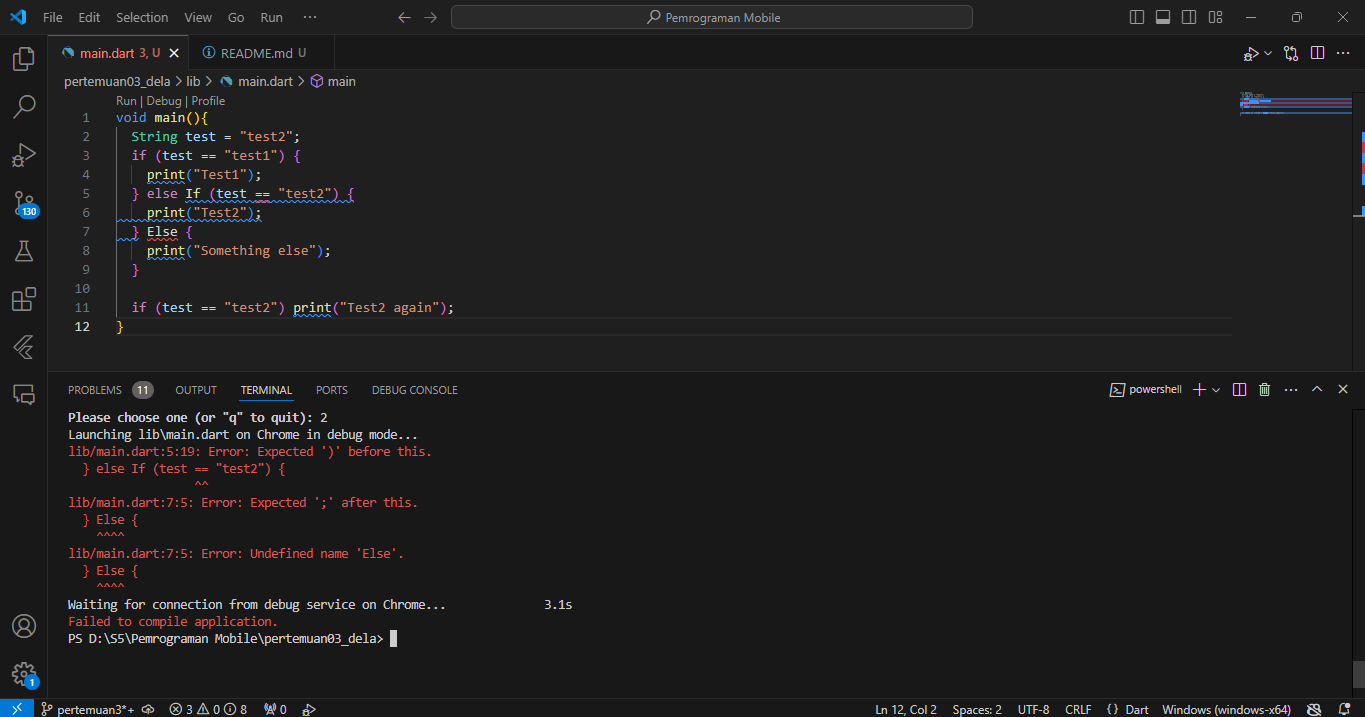 File Edit Selection View Go Run ··· Pemrograman Mobile
main.dart 3, U README.md U
pertemuan03_dela > lib > main.dart > main
Run | Debug | Profile
1 void main(){
2 String test = "test2";
3 if (test == "test1") {
4 print("Test1");
5 } else If (test == "test2") {
6 print("Test2");
7 } Else {
8 print("Something else");
9 }
10
11 if (test == "test2") print("Test2 again");
12 }
130
1
PROBLEMS 11 OUTPUT TERMINAL PORTS DEBUG CONSOLE powershell
Please choose one (or "q" to quit): 2
Launching lib\main.dart on Chrome in debug mode...
lib/main.dart:5:19: Error: Expected ')' before this.
} else If (test == "test2") {
^^
lib/main.dart:7:5: Error: Expected ';' after this.
} Else {
^^^^
lib/main.dart:7:5: Error: Undefined name 'Else'.
} Else {
^^^^
Waiting for connection from debug service on Chrome... 3.1s
Failed to compile application.
PS D:\S5\Pemrograman Mobile\pertemuan03_dela>
pertemuan3*+ 3 0 8 0 Ln 12, Col 2 Spaces: 2 UTF-8 CRLF {} Dart Windows (windows-x64)